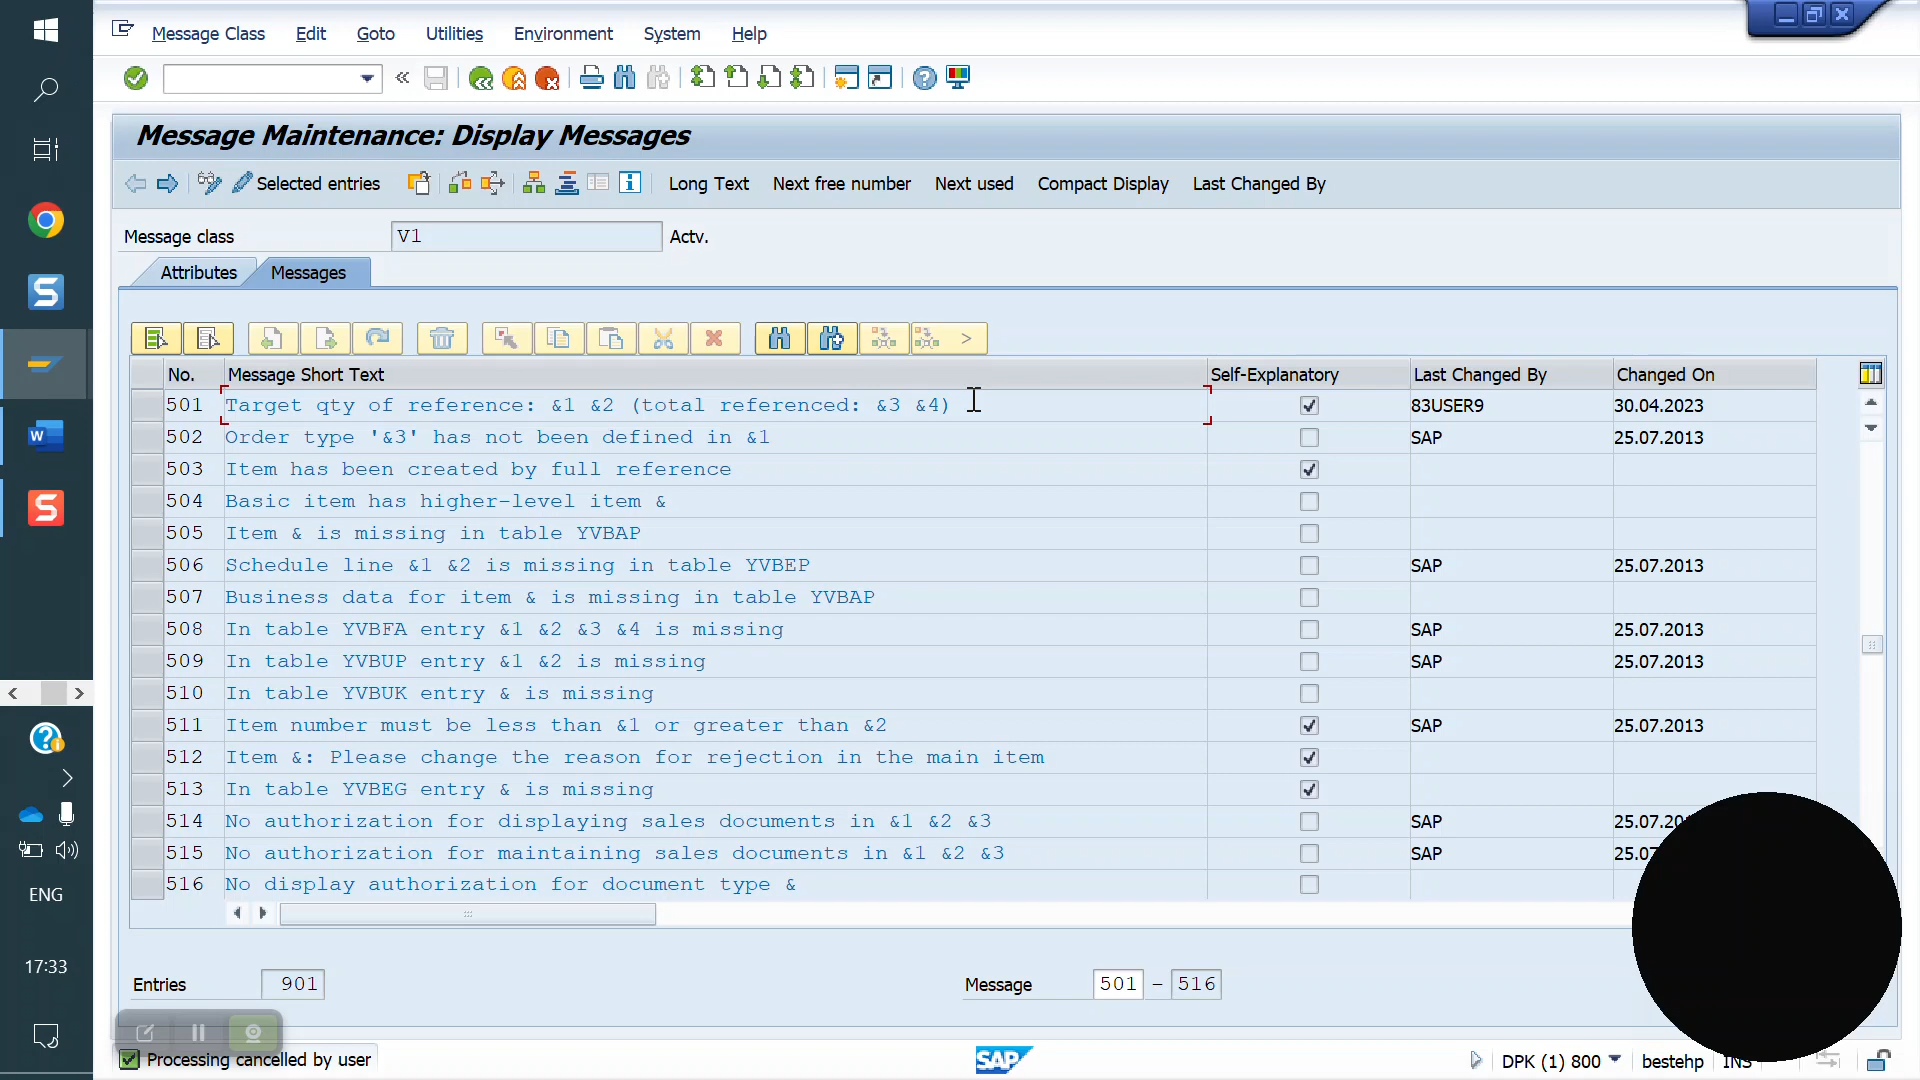 Message Class Edit Goto Utilities Environment System Help
Message Maintenance: Display Messages
Selected entries Long Text Next free number Next used Compact Display Last Changed By
Message class V1 Actv.
Attributes Messages
No. Message Short Text Self-Explanatory Last Changed By Changed On
501 Target qty of reference: &1 &2 (total referenced: &3 &4) 83USER9 30.04.2023
502 Order type '&3' has not been defined in &1 SAP 25.07.2013
503 Item has been created by full reference
504 Basic item has higher-level item &
505 Item & is missing in table YVBAP
506 Schedule line &1 &2 is missing in table YVBEP SAP 25.07.2013
507 Business data for item & is missing in table YVBAP
508 In table YVBFA entry &1 &2 &3 &4 is missing SAP 25.07.2013
509 In table YVBUP entry &1 &2 is missing SAP 25.07.2013
510 In table YVBUK entry & is missing
511 Item number must be less than &1 or greater than &2 SAP 25.07.2013
512 Item &: Please change the reason for rejection in the main item
513 In table YVBEG entry & is missing
514 No authorization for displaying sales documents in &1 &2 &3 SAP
515 No authorization for maintaining sales documents in &1 &2 &3 SAP
516 No display authorization for document type &
ENG
17:33
Entries 901 Message 501 - 516
Processing cancelled by user SAP DPK (1) 800 bestehp INS